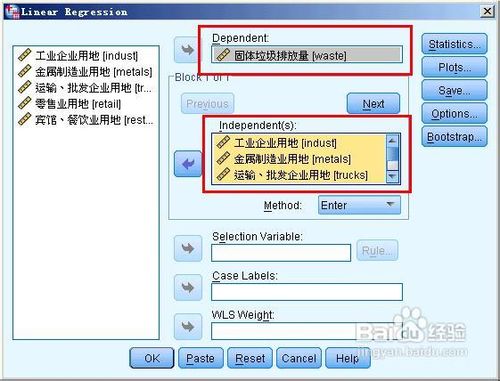 Linear Regression
工业企业用地 [indust]
金属制造业用地 [metals]
运输、批发企业用地 [tr...
零售业用地 [retail]
宾馆、餐饮业用地 [rest...
Dependent:
固体垃圾排放量 [waste]
Block 1 of 1
Previous
Next
Independent(s):
工业企业用地 [indust]
金属制造业用地 [metals]
运输、批发企业用地 [trucks]
Method:
Enter
Selection Variable:
Rule...
Case Labels:
WLS Weight:
Statistics...
Plots...
Save...
Options...
Bootstrap...
OK
Paste
Reset
Cancel
Help
Baidu 经验
jingyan.baidu.com